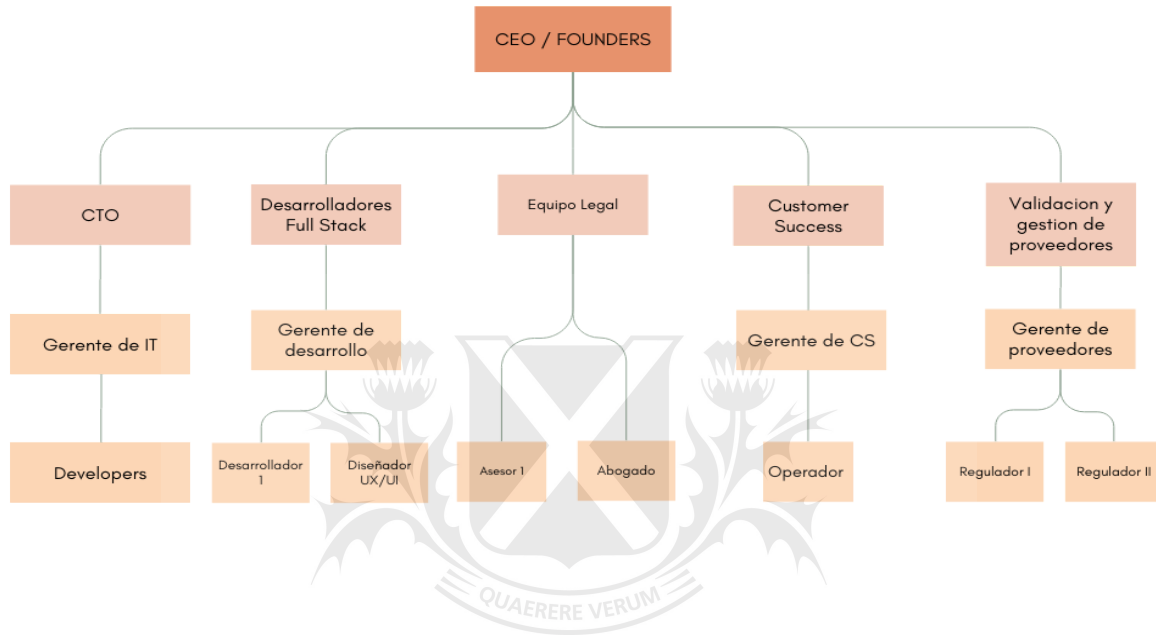 CEO / FOUNDERS
CTO
Desarrolladores
Full Stack
Equipo Legal
Customer
Success
Validacion y
gestion de
proveedores
Gerente de IT
Gerente de
desarrollo
Gerente de CS
Gerente de
proveedores
Developers
Desarrollador
1
Diseñador
UX/UI
Asesor 1
Abogado
Operador
Regulador I
Regulador II
QUAERERE VERUM